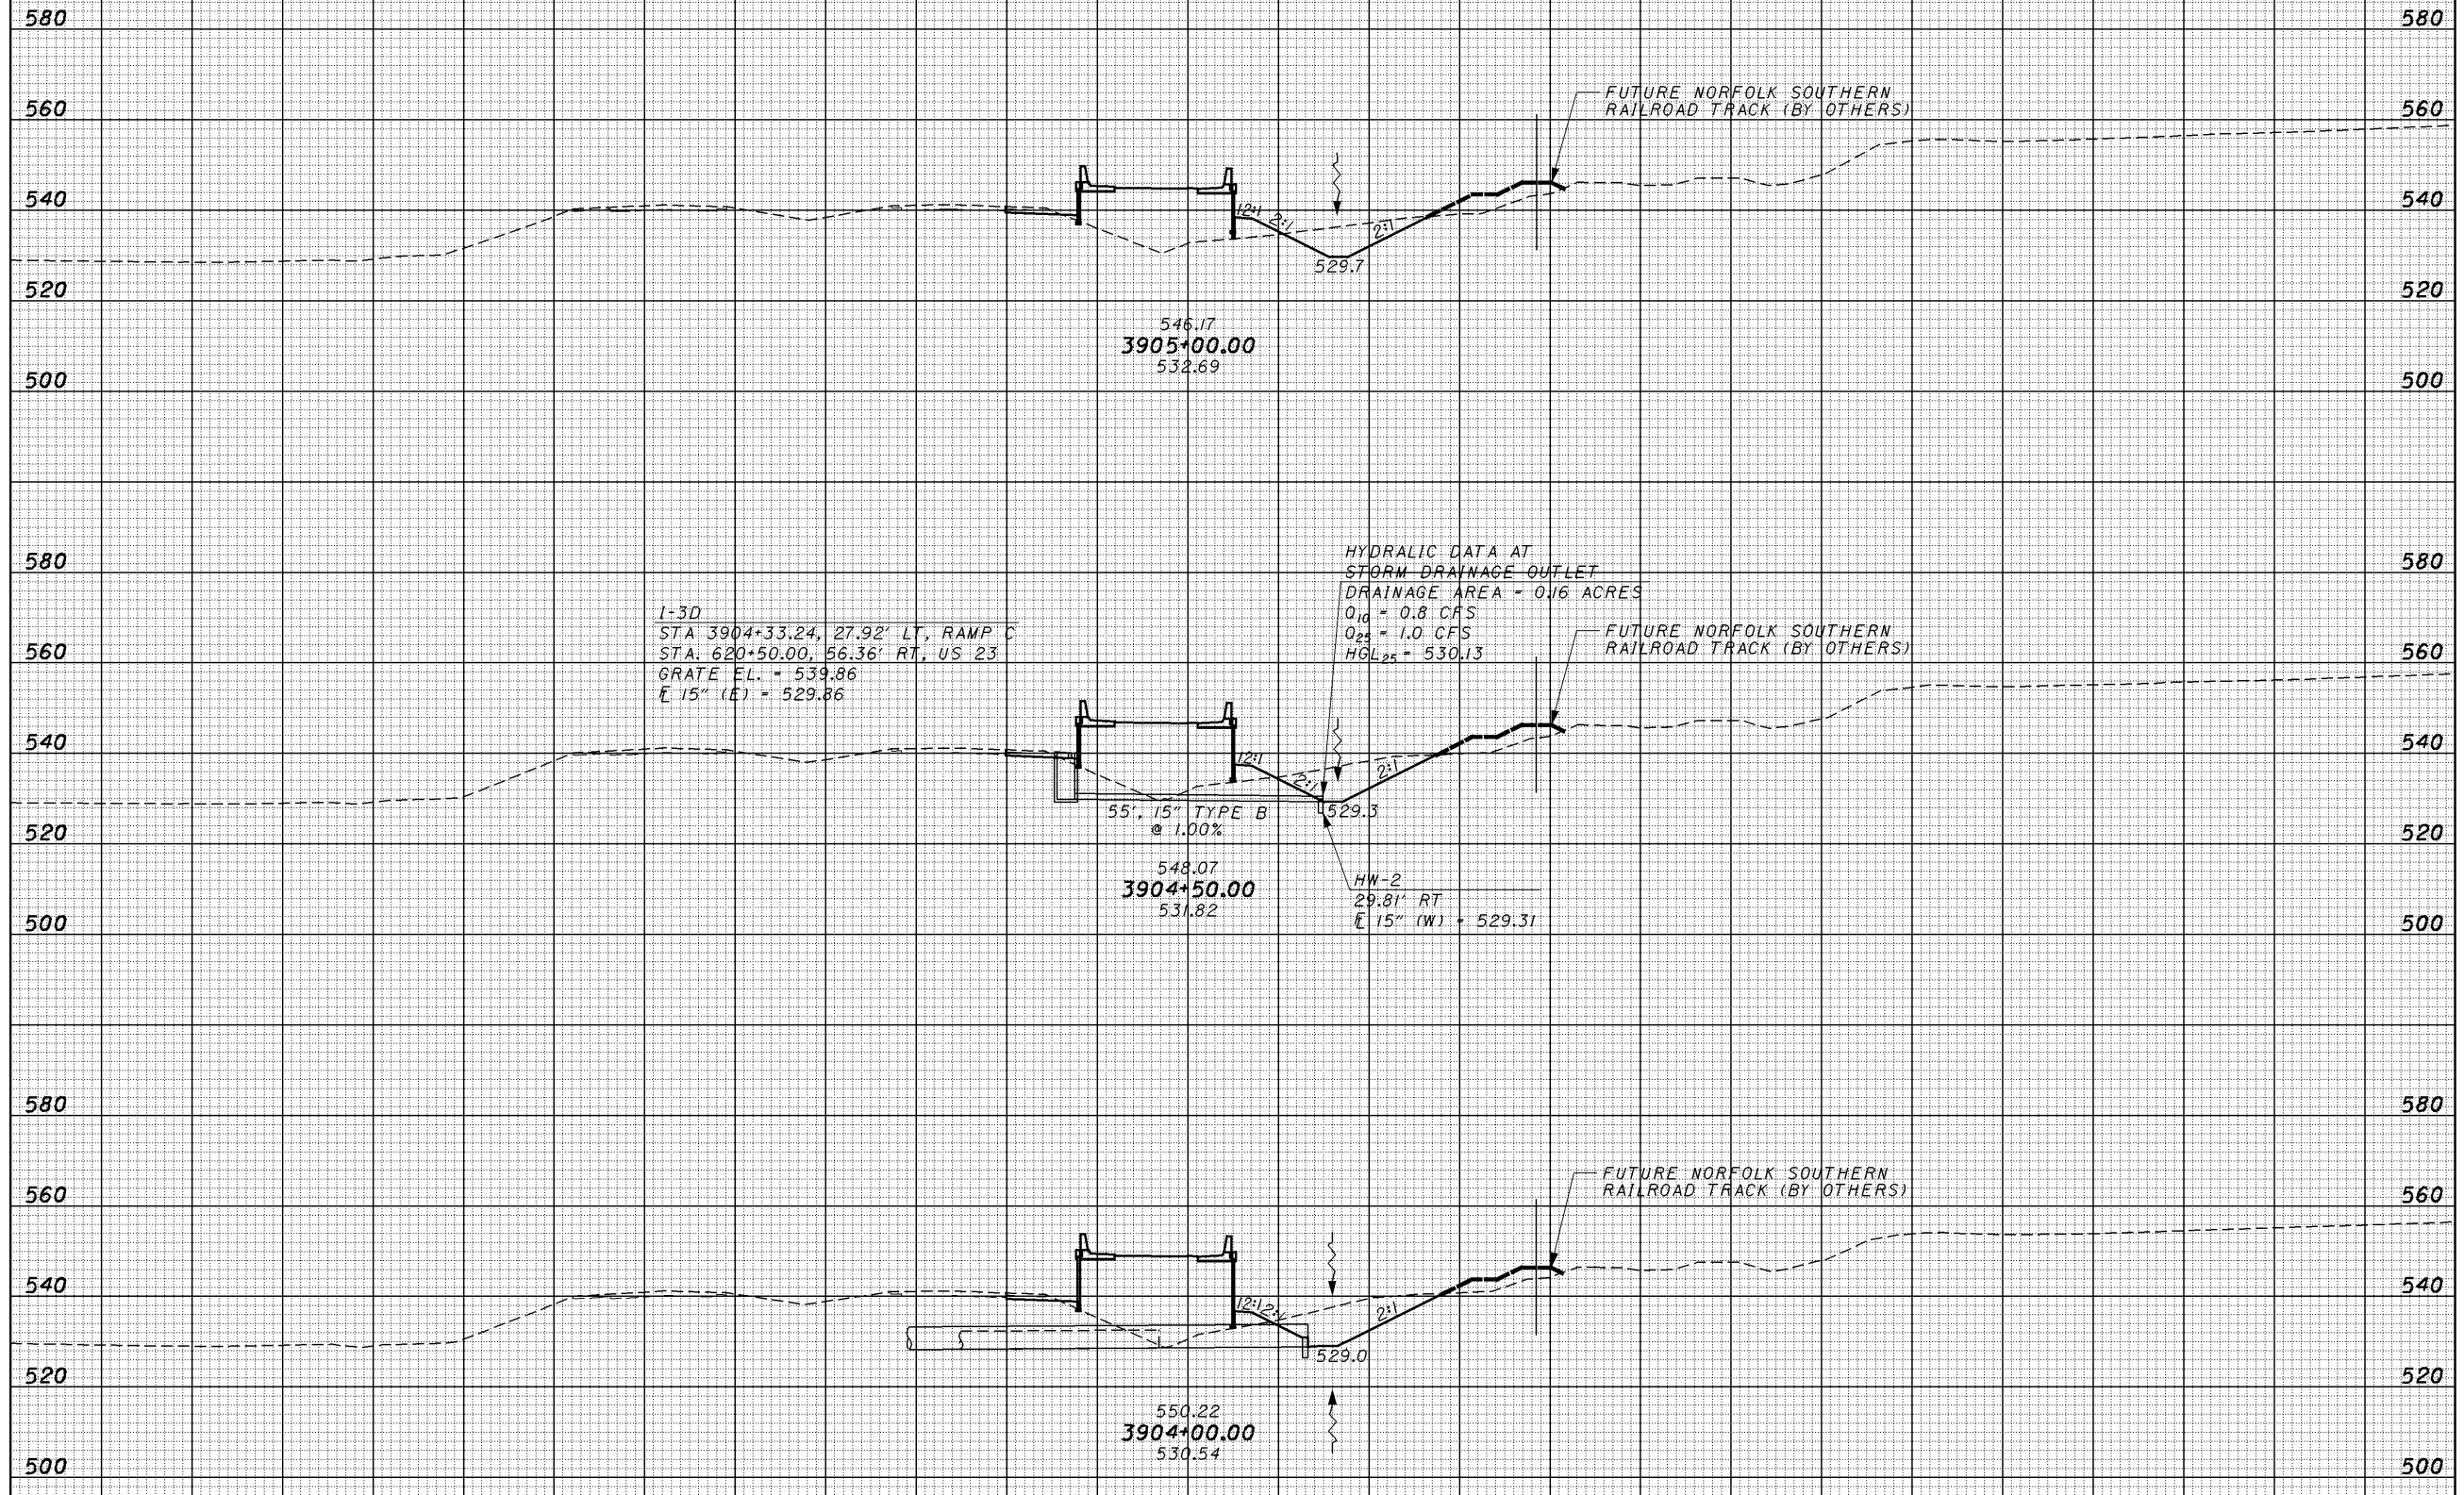 580 580
FUTURE NORFOLK SOUTHERN
RAILROAD TRACK (BY OTHERS)
560 560
540 540
12:1 2:1 2:1
529.7
520 520
546.17
3905+00.00
532.69
500 500
HYDRALIC DATA AT
STORM DRAINAGE OUTLET
DRAINAGE AREA = 0.16 ACRES
Q10 = 0.8 CFS
Q25 = 1.0 CFS
HGL25 = 530.13
580 580
I-3D
STA 3904+33.24, 27.92' LT, RAMP C
STA. 620+50.00, 56.36' RT, US 23
GRATE EL. = 539.86
FL 15" (E) = 529.86
FUTURE NORFOLK SOUTHERN
RAILROAD TRACK (BY OTHERS)
560 560
540 540
12:1 2:1 2:1
529.3
55', 15" TYPE B
@ 1.00%
520 520
548.07
3904+50.00
531.82
HW-2
29.81' RT
FL 15" (W) = 529.31
500 500
580 580
FUTURE NORFOLK SOUTHERN
RAILROAD TRACK (BY OTHERS)
560 560
540 540
12:1 2:1 2:1
529.0
520 520
550.22
3904+00.00
530.54
500 500